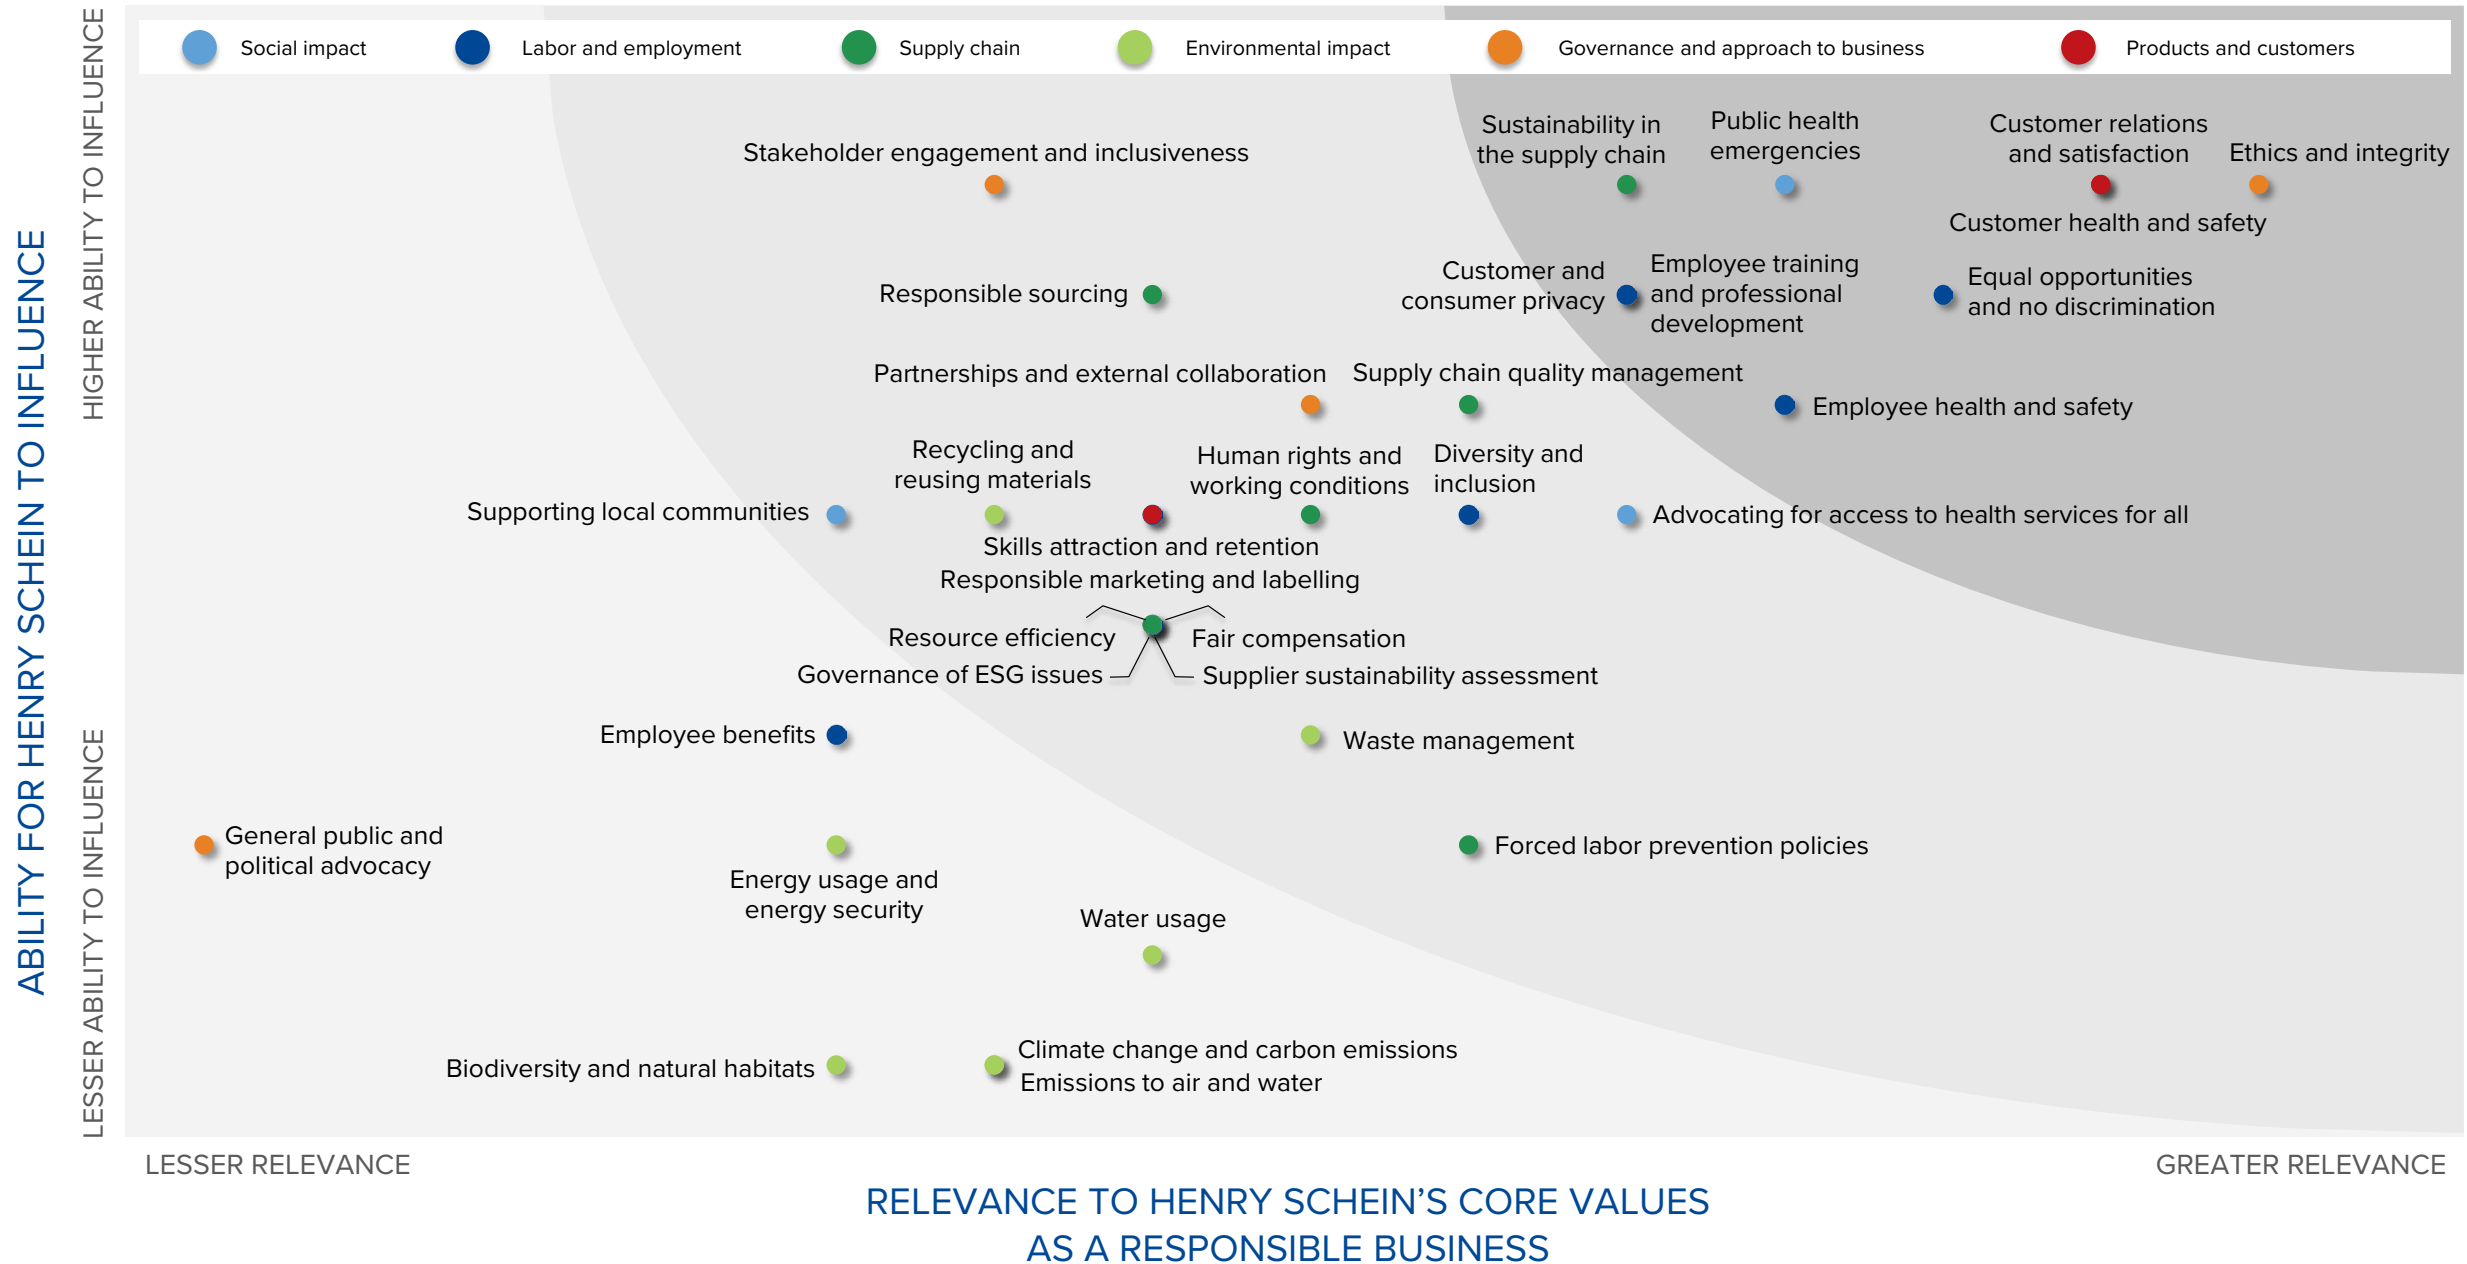 Social impact
Labor and employment
Supply chain
Environmental impact
Governance and approach to business
Products and customers
ABILITY FOR HENRY SCHEIN TO INFLUENCE
HIGHER ABILITY TO INFLUENCE
LESSER ABILITY TO INFLUENCE
Stakeholder engagement and inclusiveness
Sustainability in
the supply chain
Public health
emergencies
Customer relations
and satisfaction
Ethics and integrity
Customer health and safety
Responsible sourcing
Customer and
consumer privacy
Employee training
and professional
development
Equal opportunities
and no discrimination
Partnerships and external collaboration
Supply chain quality management
Employee health and safety
Supporting local communities
Recycling and
reusing materials
Human rights and
working conditions
Diversity and
inclusion
Advocating for access to health services for all
Skills attraction and retention
Responsible marketing and labelling
Resource efficiency
Fair compensation
Governance of ESG issues
Supplier sustainability assessment
Employee benefits
Waste management
General public and
political advocacy
Energy usage and
energy security
Forced labor prevention policies
Water usage
Biodiversity and natural habitats
Climate change and carbon emissions
Emissions to air and water
LESSER RELEVANCE
GREATER RELEVANCE
RELEVANCE TO HENRY SCHEIN’S CORE VALUES
AS A RESPONSIBLE BUSINESS